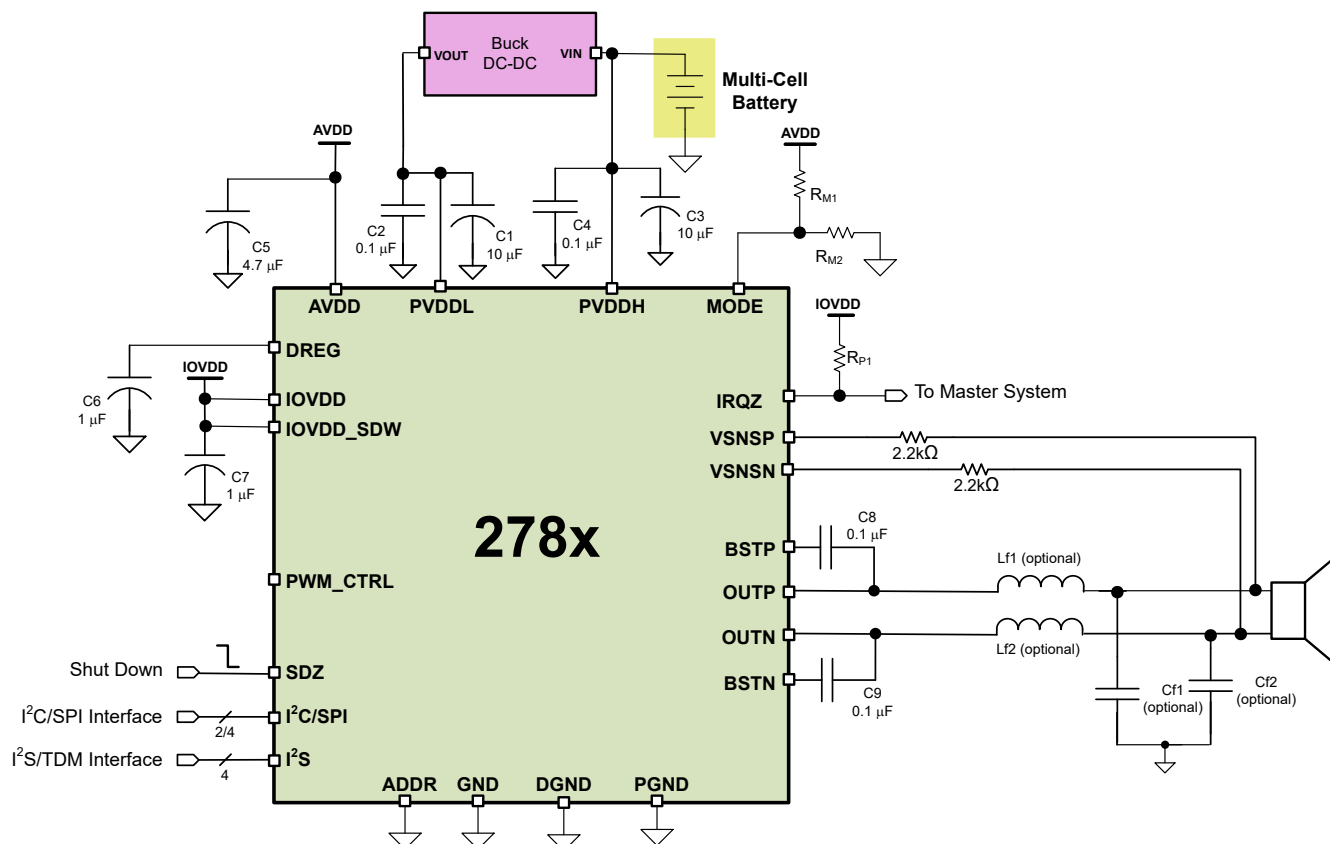 VOUT
Buck
DC-DC
VIN
Multi-Cell
Battery
AVDD
AVDD
RM1
RM2
C5
4.7 μF
C2
0.1 μF
C1
10 μF
C4
0.1 μF
C3
10 μF
AVDD
PVDDL
PVDDH
MODE
IOVDD
RP1
To Master System
DREG
IOVDD
C6
1 μF
IOVDD
IOVDD_SDW
C7
1 μF
IRQZ
VSNSP
2.2kΩ
VSNSN
2.2kΩ
278x
C8
0.1 μF
BSTP
Lf1 (optional)
OUTP
OUTN
Lf2 (optional)
BSTN
C9
0.1 μF
Cf1
(optional)
Cf2
(optional)
PWM_CTRL
Shut Down
SDZ
I²C/SPI Interface
2/4
I²C/SPI
I²S/TDM Interface
4
I²S
ADDR
GND
DGND
PGND